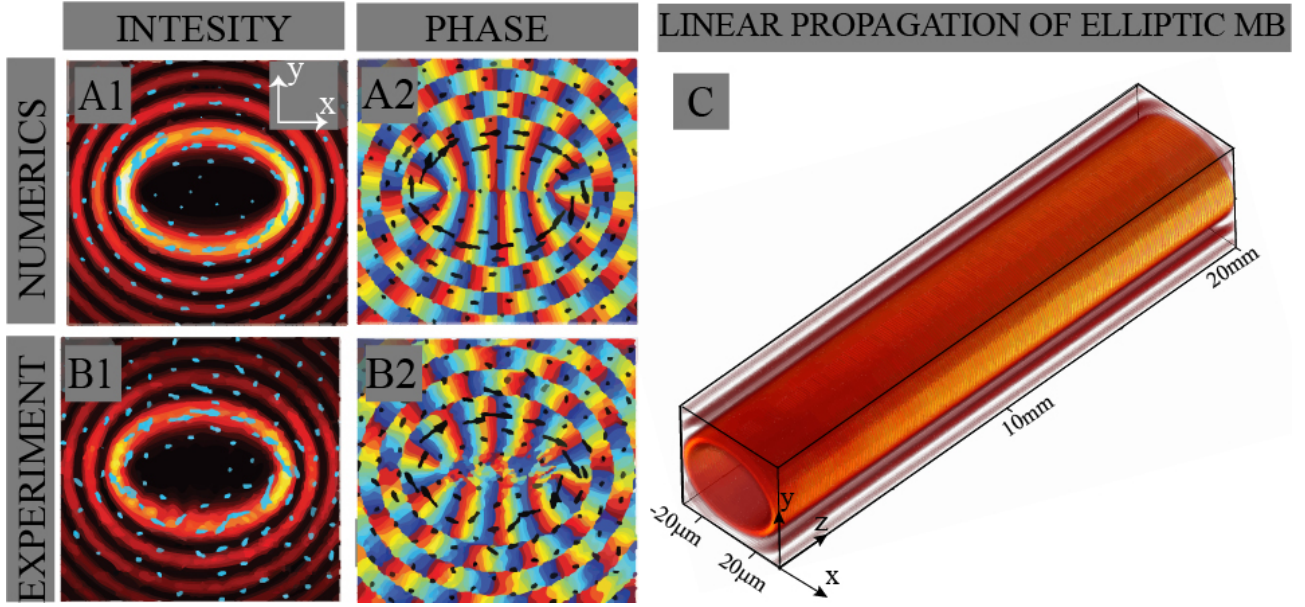 INTESITY
PHASE
LINEAR PROPAGATION OF ELLIPTIC MB
NUMERICS
A1
y
x
A2
C
EXPERIMENT
B1
B2
20mm
10mm
-20µm
20µm
y
z
x